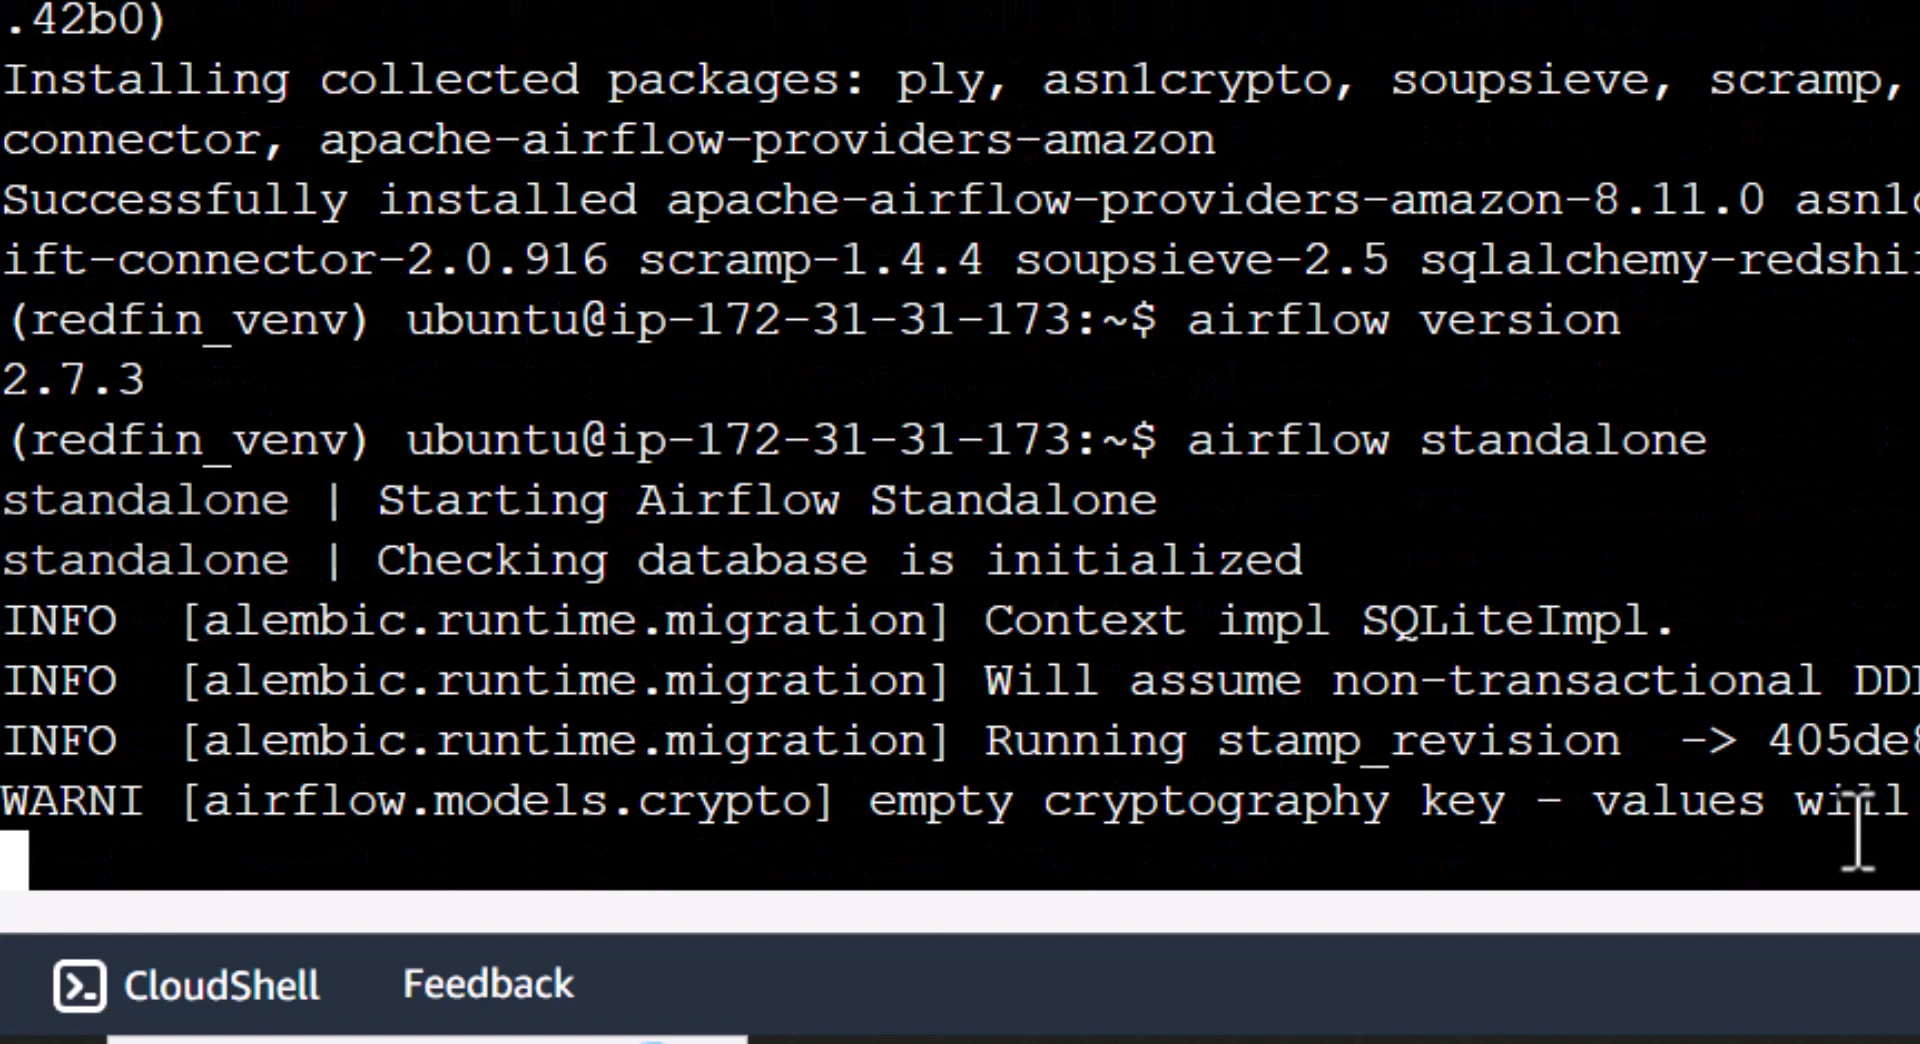 .42b0)
Installing collected packages: ply, asn1crypto, soupsieve, scramp,
connector, apache-airflow-providers-amazon
Successfully installed apache-airflow-providers-amazon-8.11.0
ift-connector-2.0.916 scramp-1.4.4 soupsieve-2.5
(redfin_venv) ubuntu@ip-172-31-31-173:~$ airflow version
2.7.3
(redfin_venv) ubuntu@ip-172-31-31-173:~$ airflow standalone
standalone | Starting Airflow Standalone
standalone | Checking database is initialized
INFO  [alembic.runtime.migration] Context impl SQLiteImpl.
INFO  [alembic.runtime.migration] Will assume non-transactional
INFO  [alembic.runtime.migration] Running stamp_revision  ->
WARNI [airflow.models.crypto] empty cryptography key - values will
CloudShell
Feedback